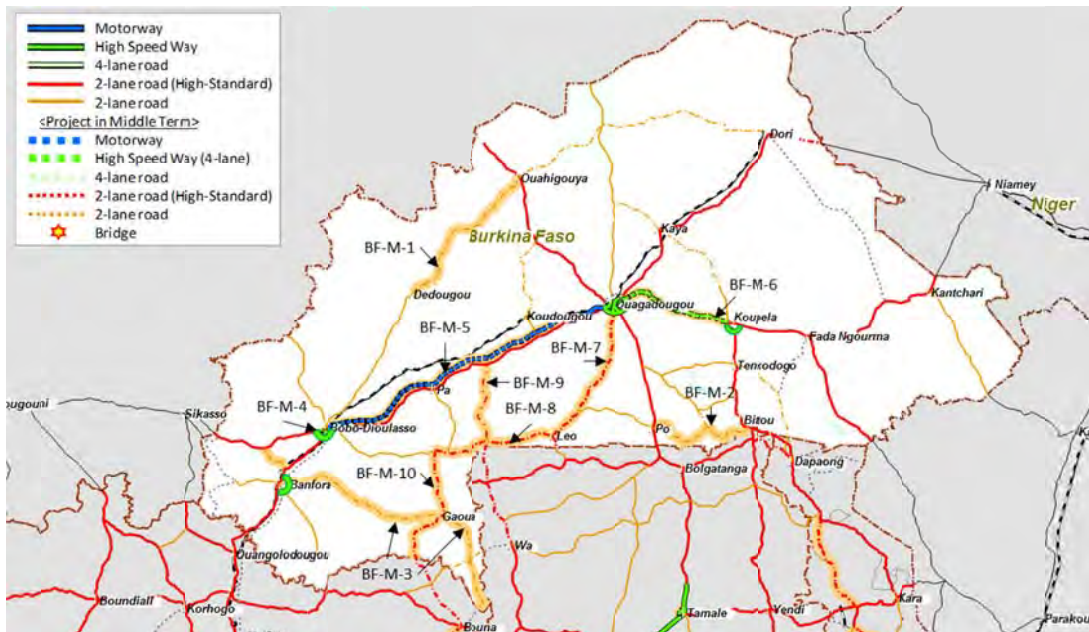 Motorway
High Speed Way
4-lane road
2-lane road (High-Standard)
2-lane road
<Project in Middle Term>
Motorway
High Speed Way (4-lane)
4-lane road
2-lane road (High-Standard)
2-lane road
Bridge
Dori
Ouahigouya
Niamey
Niger
Burkina Faso
Kaya
BF-M-1
Dedougou
BF-M-6
Kantchari
Ouagadougou
Koudougou
Koupela
BF-M-5
Fada Ngourma
BF-M-7
Tenkodogo
Pa
BF-M-9
BF-M-2
BF-M-4
Sikasso
ougouni
BF-M-8
Bobo-Dioulasso
Leo
Po
Bitou
Dapaong
Bolgatanga
BF-M-10
Banfora
Gaoua
Wa
Ouangolodougou
BF-M-3
Boundiali
Korhogo
Bouna
Tamale
Yendi
Kara
Parakou